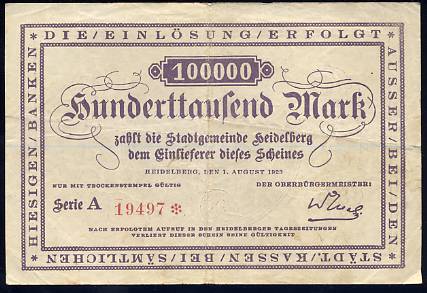 DIE/EINLÖSUNG/ERFOLGT
AUSSER/BEI/DEN
STÄDT./KASSEN/BEI/SÄMTLICHEN
HIESIGEN/BANKEN
100000
Hunderttausend Mark
zahlt die Stadtgemeinde Heidelberg
dem Einlieferer dieses Scheines
HEIDELBERG, DEN 1. AUGUST 1923
NUR MIT TROCKENSTEMPEL GÜLTIG
DER OBERBÜRGERMEISTER:
Serie A 19497 *
NACH ERFOLGTEM AUFRUF IN DEN HEIDELBERGER TAGESZEITUNGEN
VERLIERT DIESER SCHEIN SEINE GÜLTIGKEIT